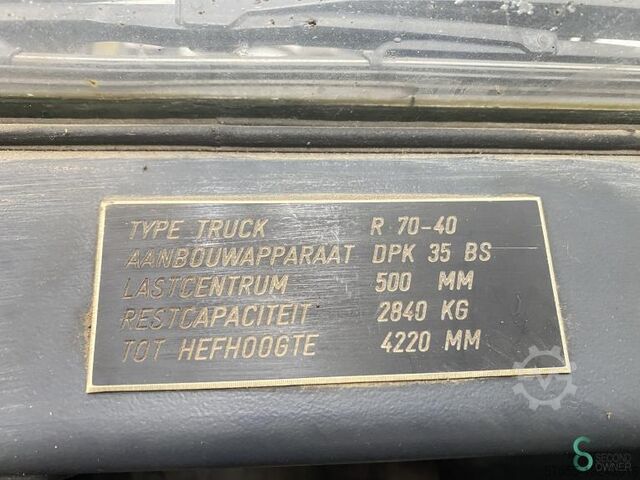 TYPE TRUCK R 70-40
AANBOUWAPPARAAT DPK 35 BS
LASTCENTRUM 500 MM
RESTCAPACITEIT 2840 KG
TOT HEFHOOGTE 4220 MM
SECOND
OWNER